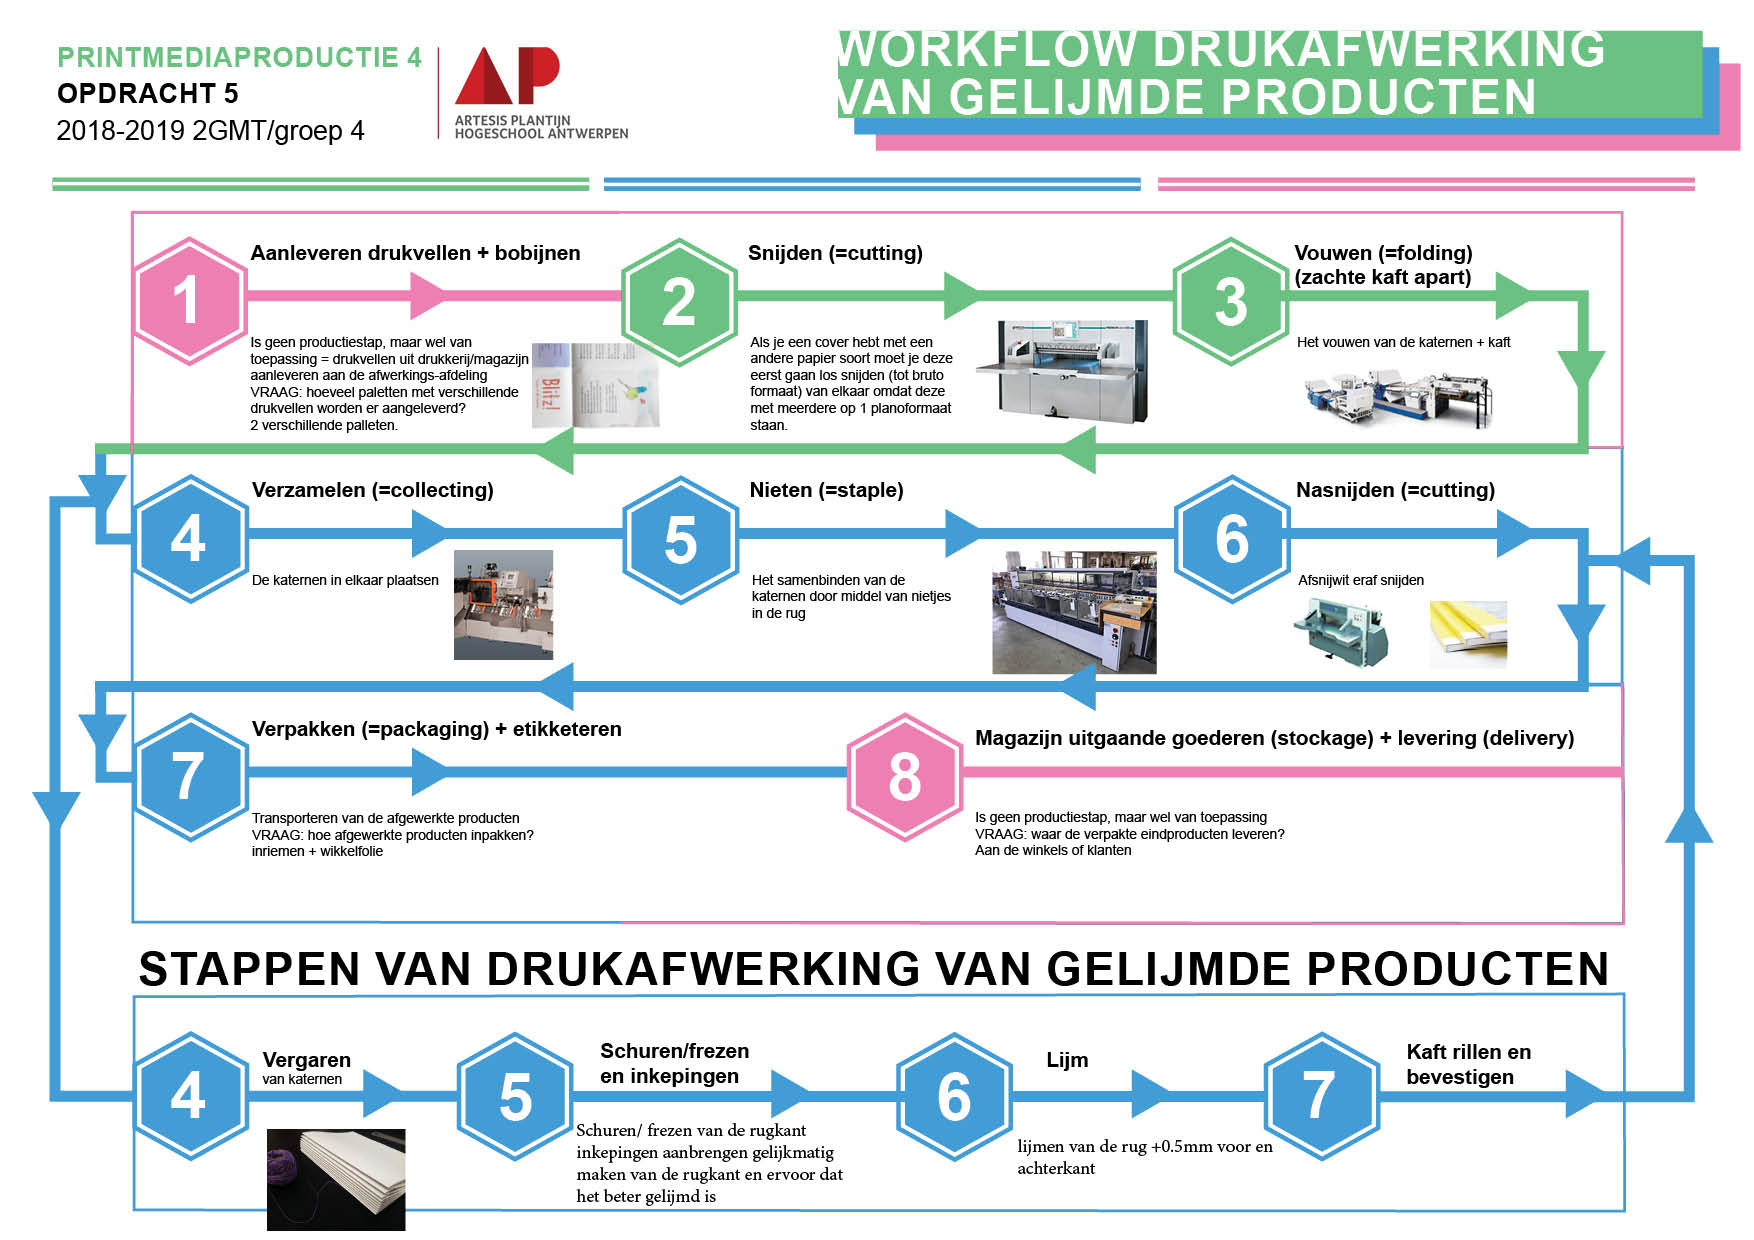 PRINTMEDIAPRODUCTIE 4
OPDRACHT 5
2018-2019 2GMT/groep 4
AP
ARTESIS PLANTIJN
HOGESCHOOL ANTWERPEN
WORKFLOW DRUKAFWERKING
VAN GELIJMDE PRODUCTEN
1
Aanleveren drukvellen + bobijnen
Is geen productiestap, maar wel van
toepassing = drukvellen uit drukkerij/magazijn
aanleveren aan de afwerkings-afdeling
VRAAG: hoeveel paletten met verschillende
drukvellen worden er aangeleverd?
2 verschillende palleten.
Blitz!
2
Snijden (=cutting)
Als je een cover hebt met een
andere papier soort moet je deze
eerst gaan los snijden (tot bruto
formaat) van elkaar omdat deze
met meerdere op 1 planoformaat
staan.
3
Vouwen (=folding)
(zachte kaft apart)
Het vouwen van de katernen + kaft
4
Verzamelen (=collecting)
De katernen in elkaar plaatsen
5
Nieten (=staple)
Het samenbinden van de
katernen door middel van nietjes
in de rug
6
Nasnijden (=cutting)
Afsnijwit eraf snijden
7
Verpakken (=packaging) + etikketeren
Transporteren van de afgewerkte producten
VRAAG: hoe afgewerkte producten inpakken?
inriemen + wikkelfolie
8
Magazijn uitgaande goederen (stockage) + levering (delivery)
Is geen productiestap, maar wel van toepassing
VRAAG: waar de verpakte eindproducten leveren?
Aan de winkels of klanten
STAPPEN VAN DRUKAFWERKING VAN GELIJMDE PRODUCTEN
4
Vergaren
van katernen
5
Schuren/frezen
en inkepingen
Schuren/ frezen van de rugkant
inkepingen aanbrengen gelijkmatig
maken van de rugkant en ervoor dat
het beter gelijmd is
6
Lijm
lijmen van de rug +0.5mm voor en
achterkant
7
Kaft rillen en
bevestigen